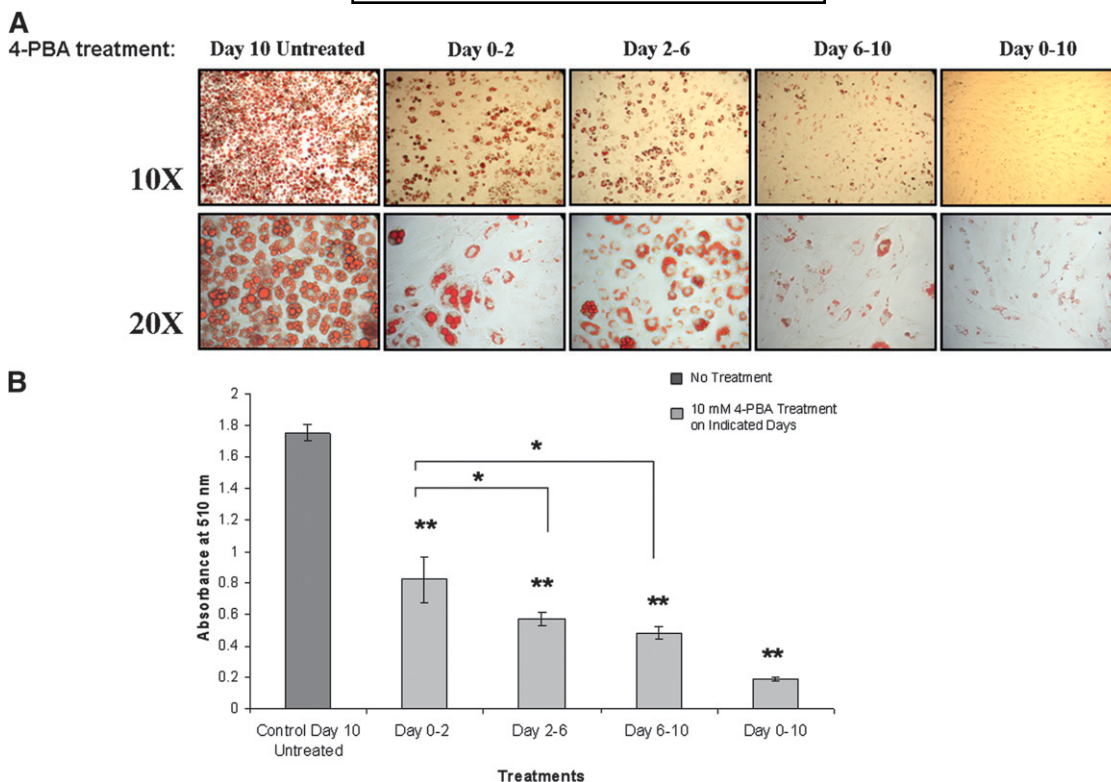 A
4-PBA treatment: Day 10 Untreated Day 0-2 Day 2-6 Day 6-10 Day 0-10
10X
20X
B
No Treatment
10 mM 4-PBA Treatment
on Indicated Days
2
1.8
1.6
1.4
1.2
1
0.8
0.6
0.4
0.2
0
Absorbance at 510 nm
*
*
**
**
**
**
Control Day 10
Untreated
Day 0-2 Day 2-6 Day 6-10 Day 0-10
Treatments